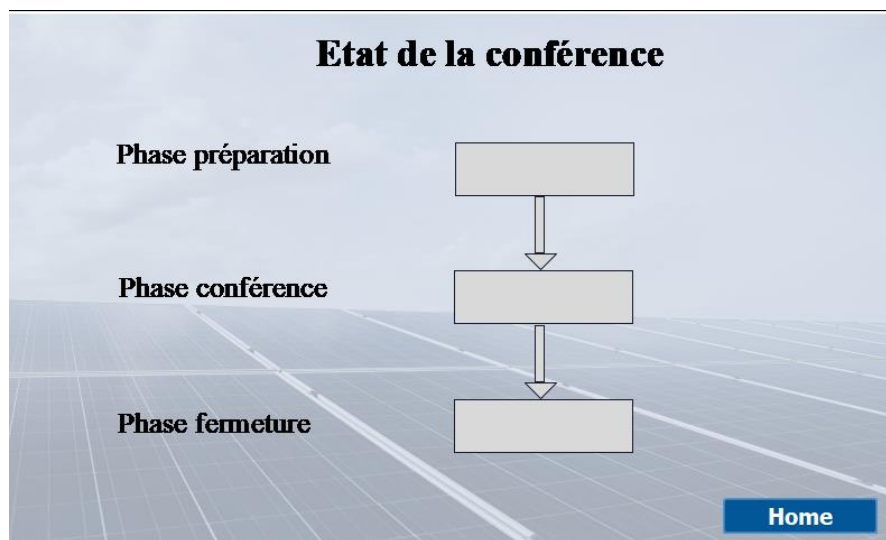 Etat de la conférence
Phase préparation
Phase conférence
Phase fermeture
Home